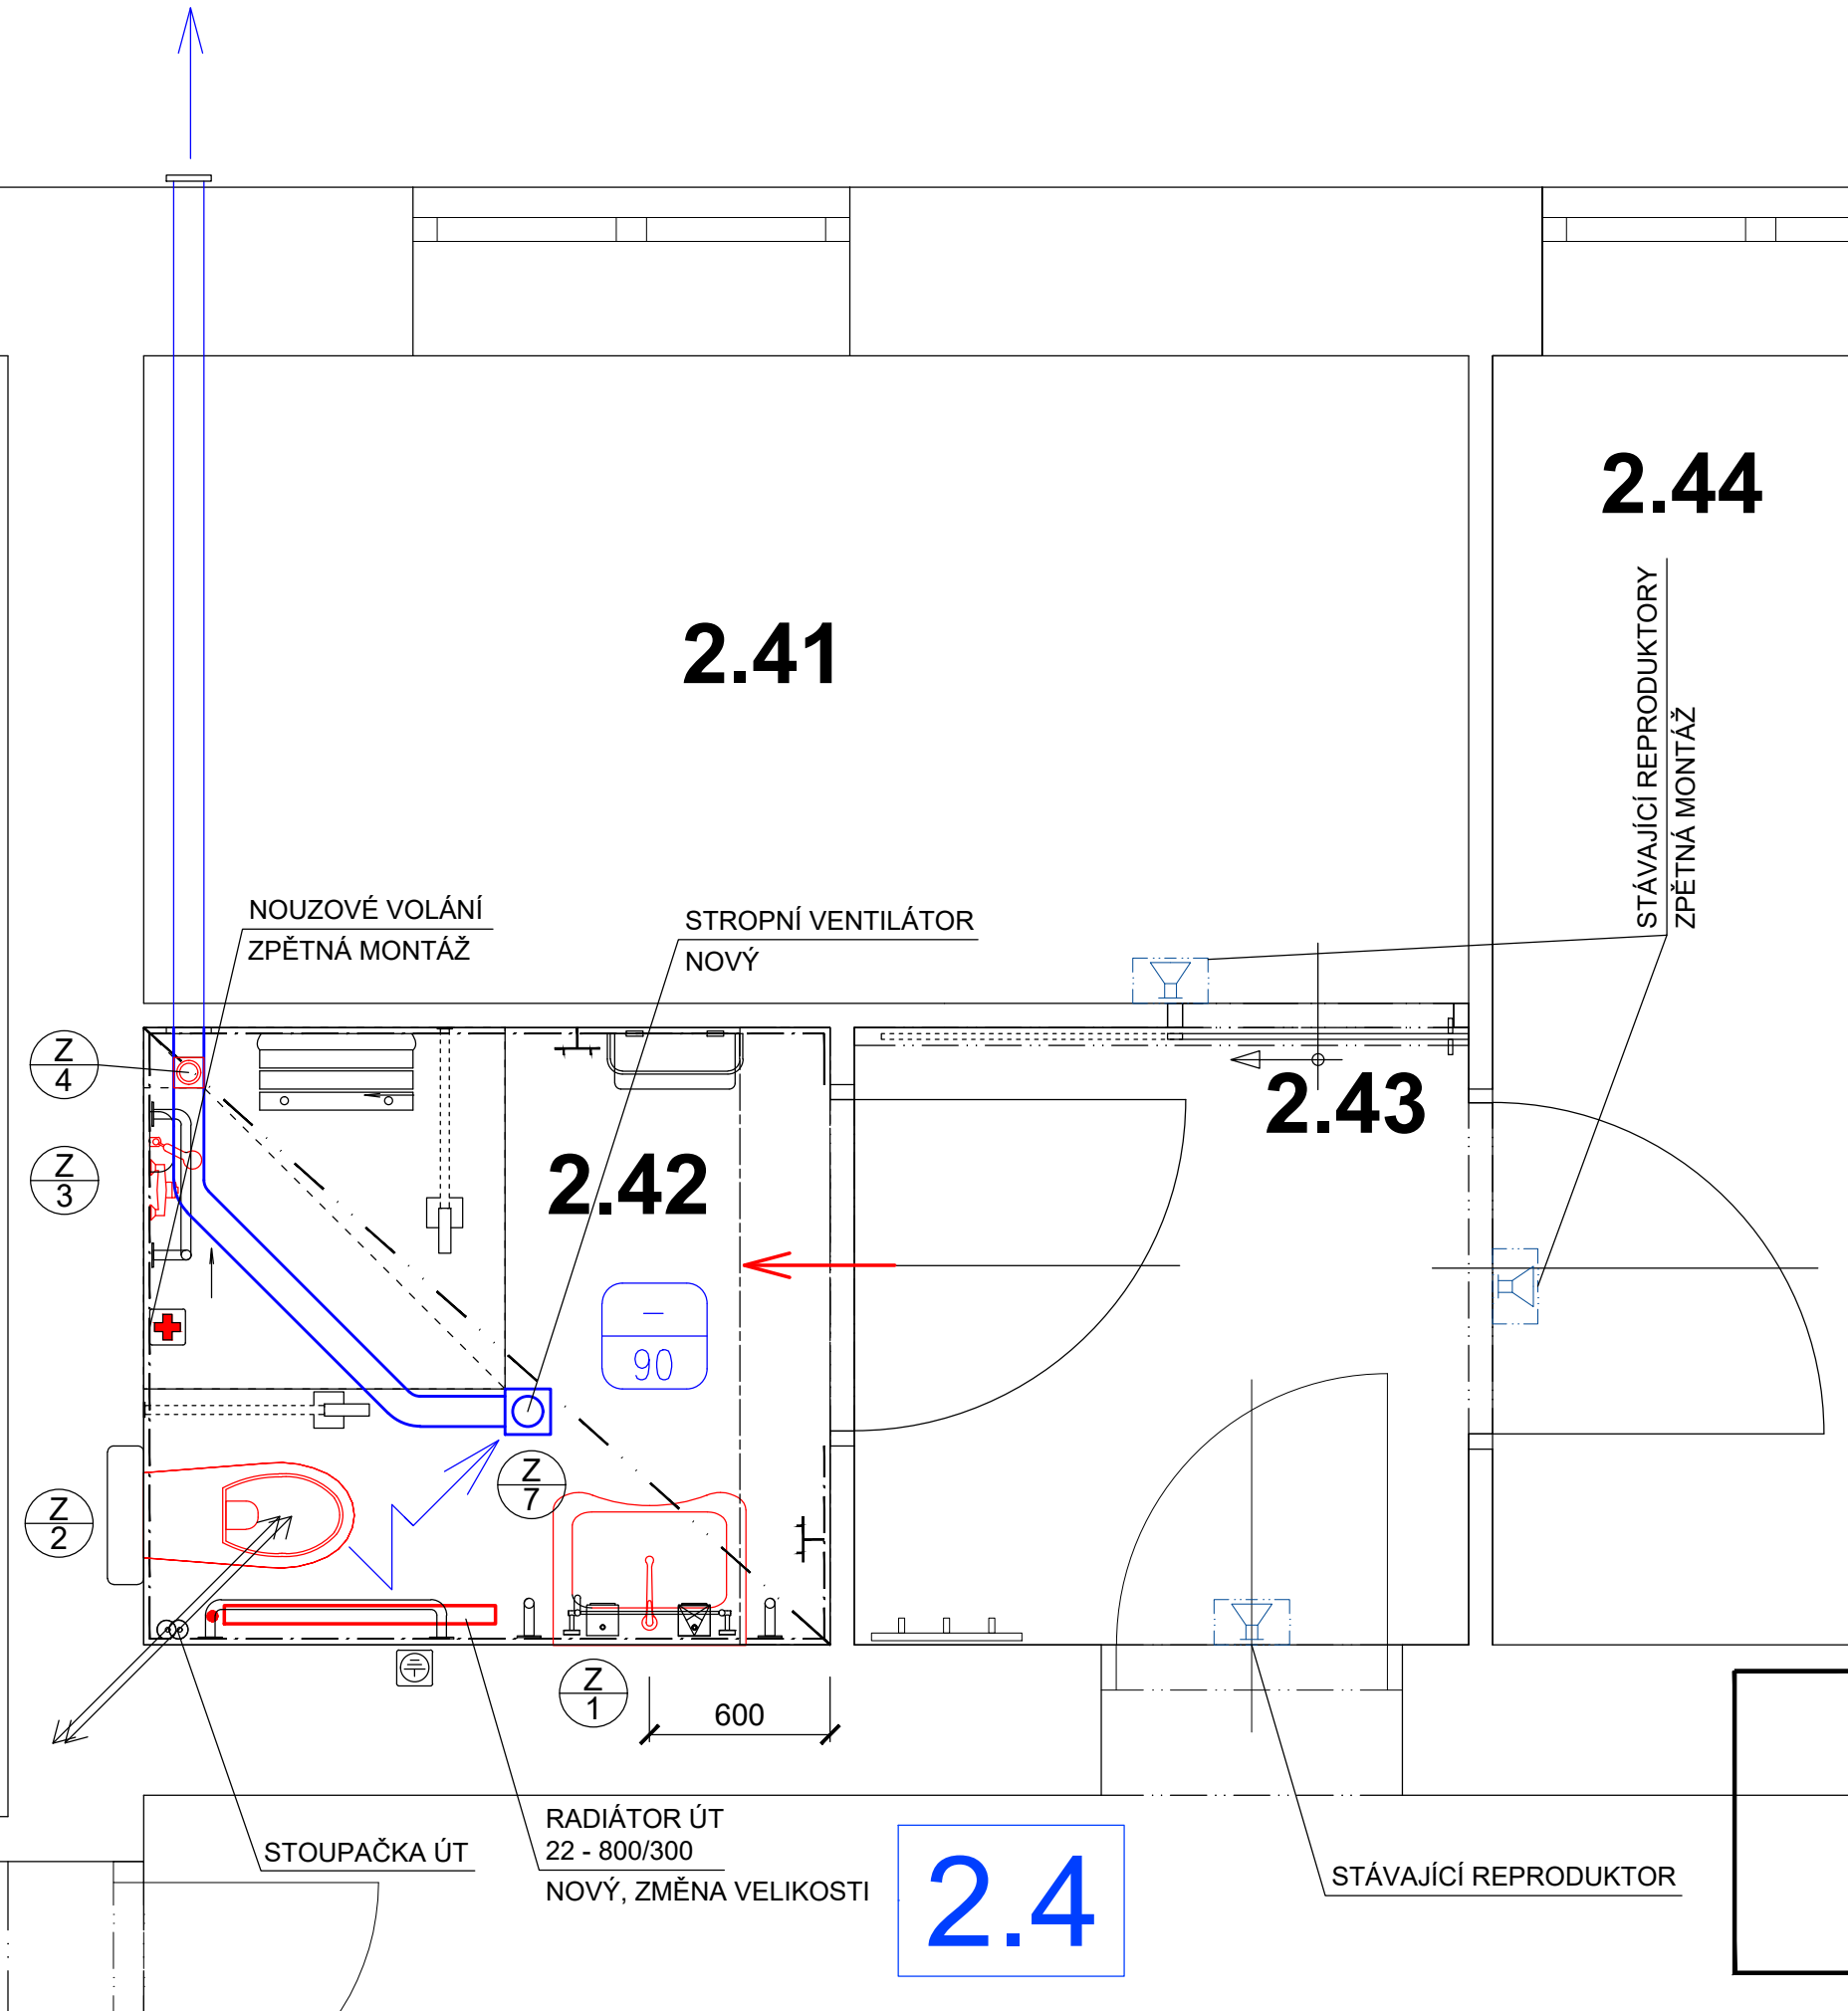 2.44
STÁVAJÍCÍ REPRODUKTORY
ZPĚTNÁ MONTÁŽ
2.41
NOUZOVÉ VOLÁNÍ
ZPĚTNÁ MONTÁŽ
STROPNÍ VENTILÁTOR
NOVÝ
Z
4
2.43
Z
3
2.42
–
90
Z
7
Z
2
Z
1
600
STOUPAČKA ÚT
RADIÁTOR ÚT
22 - 800/300
NOVÝ, ZMĚNA VELIKOSTI
2.4
STÁVAJÍCÍ REPRODUKTOR